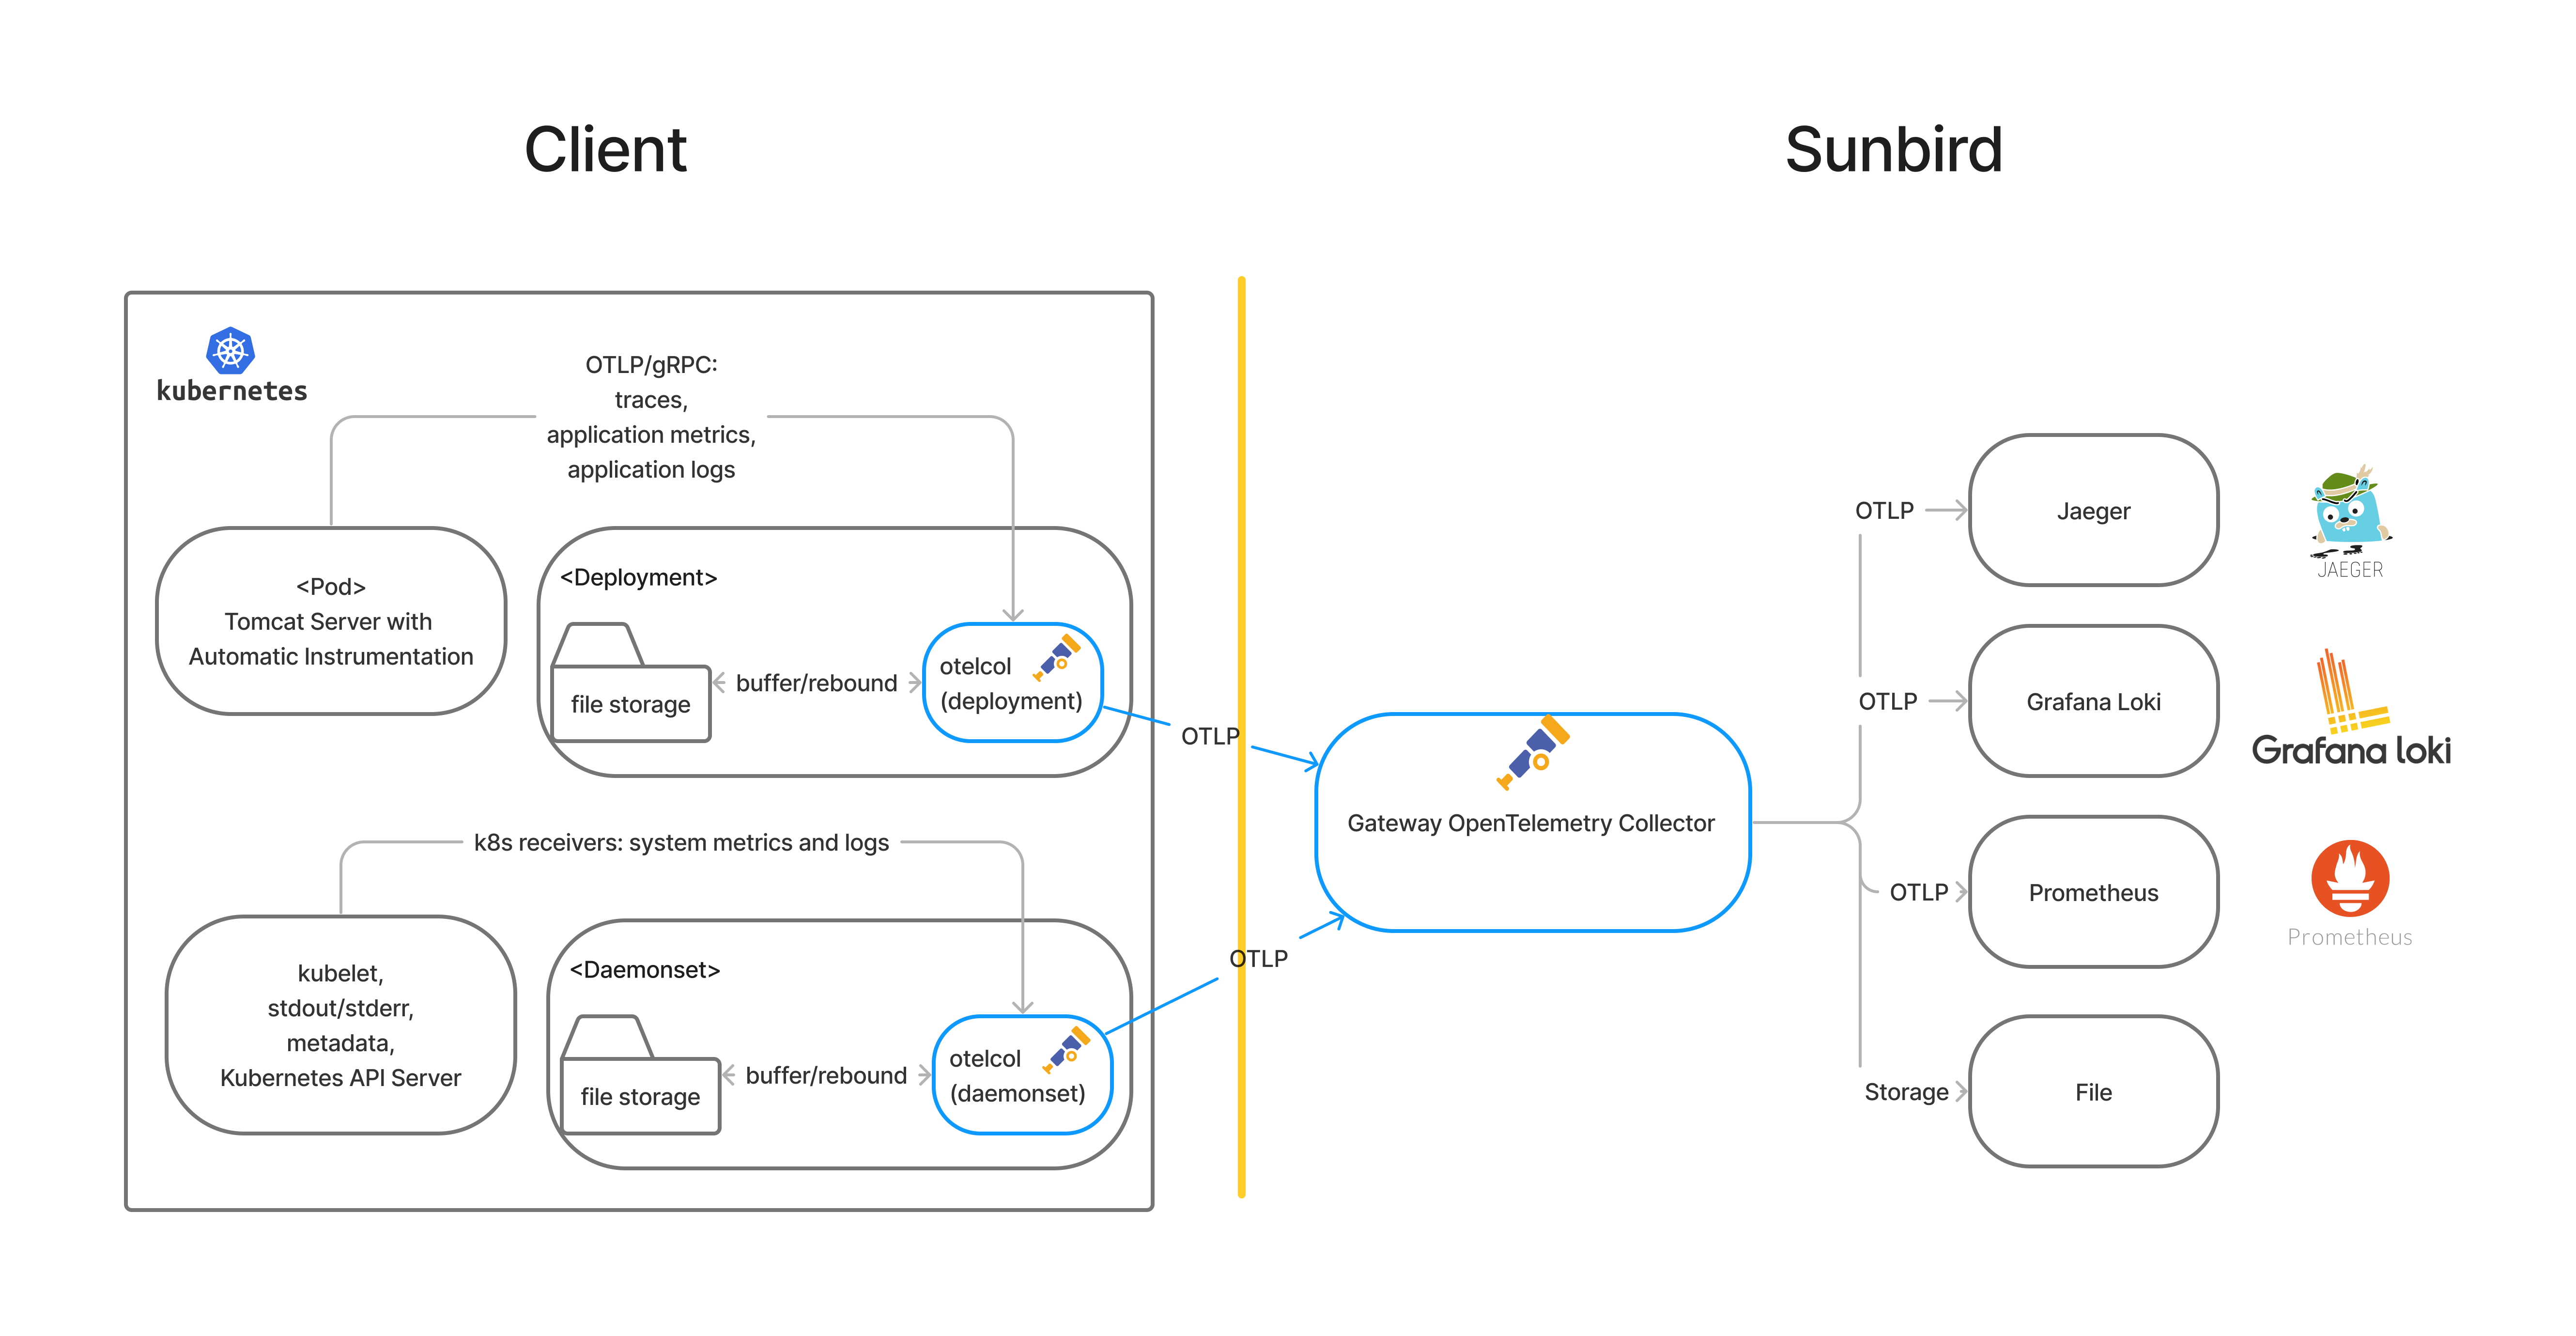 Client
Sunbird
kubernetes
OTLP/gRPC:
traces,
application metrics,
application logs
<Pod>
Tomcat Server with
Automatic Instrumentation
<Deployment>
file storage
buffer/rebound
otelcol
(deployment)
OTLP
k8s receivers: system metrics and logs
kubelet,
stdout/stderr,
metadata,
Kubernetes API Server
<Daemonset>
file storage
buffer/rebound
otelcol
(daemonset)
OTLP
Gateway OpenTelemetry Collector
OTLP
Jaeger
JAEGER
OTLP
Grafana Loki
Grafana loki
OTLP
Prometheus
Prometheus
Storage
File